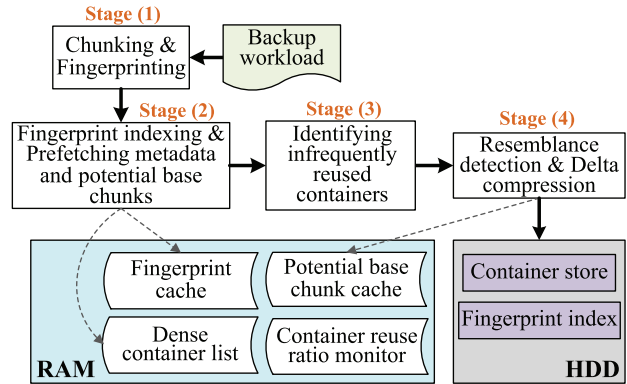 Stage (1)
Chunking &
Fingerprinting
Backup
workload
Stage (2)
Fingerprint indexing &
Prefetching metadata
and potential base
chunks
Stage (3)
Identifying
infrequently
reused
containers
Stage (4)
Resemblance
detection & Delta
compression
Fingerprint
cache
Potential base
chunk cache
Dense
container list
Container reuse
ratio monitor
RAM
Container store
Fingerprint index
HDD